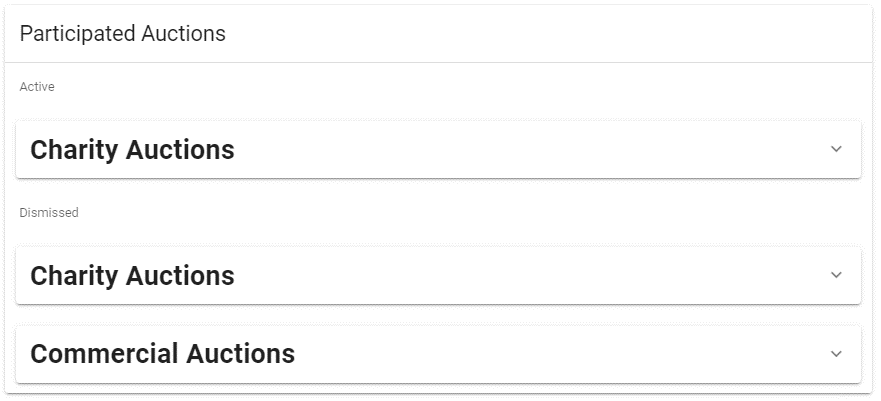 Participated Auctions
Active
Charity Auctions
Dismissed
Charity Auctions
Commercial Auctions